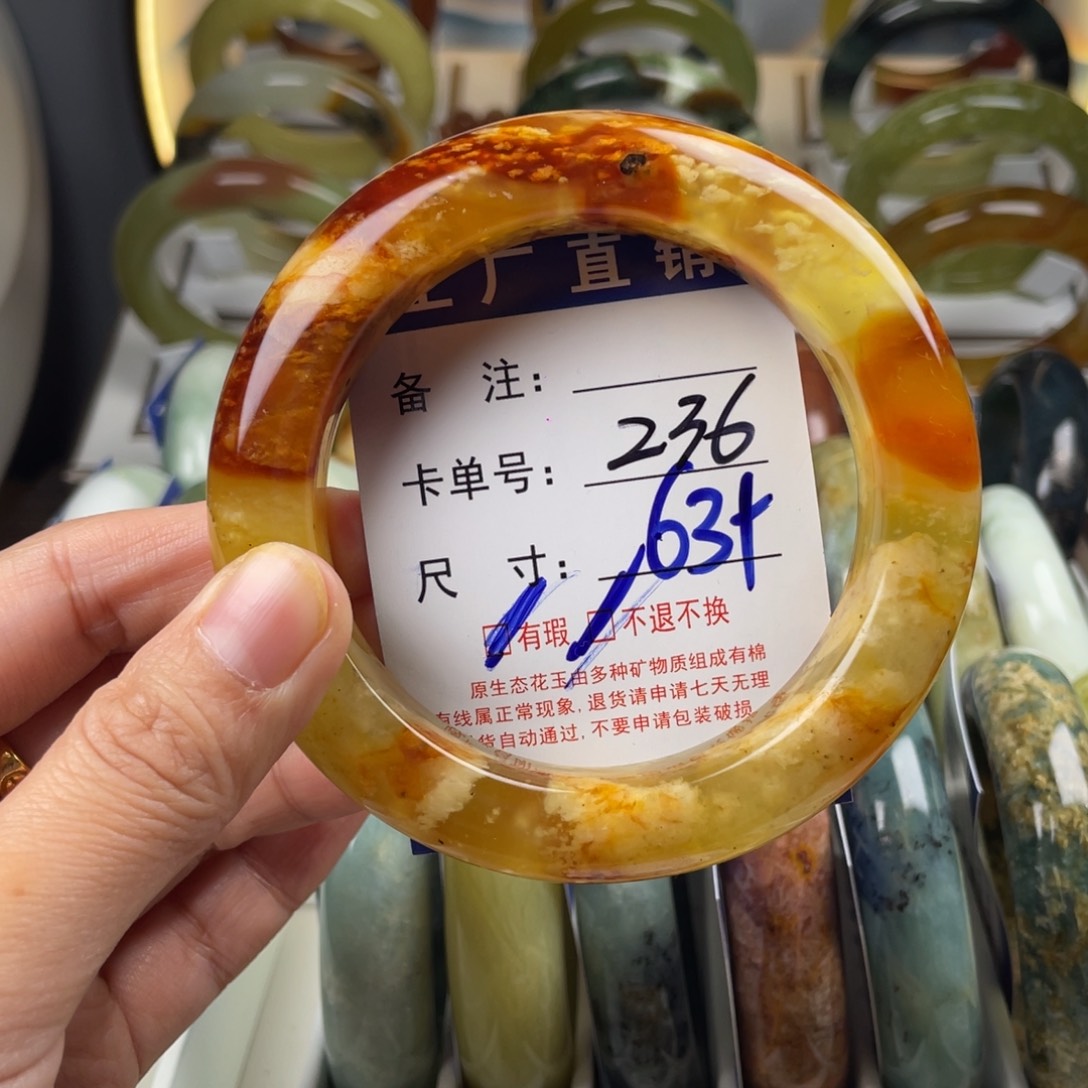 工厂直销
备 注：
卡单号： 236
尺 寸： 63+
有瑕 不退不换
原生态花玉由多种矿物质组成有棉
有线属正常现象，退货请申请七天无理
货自动通过，不要申请包装破损